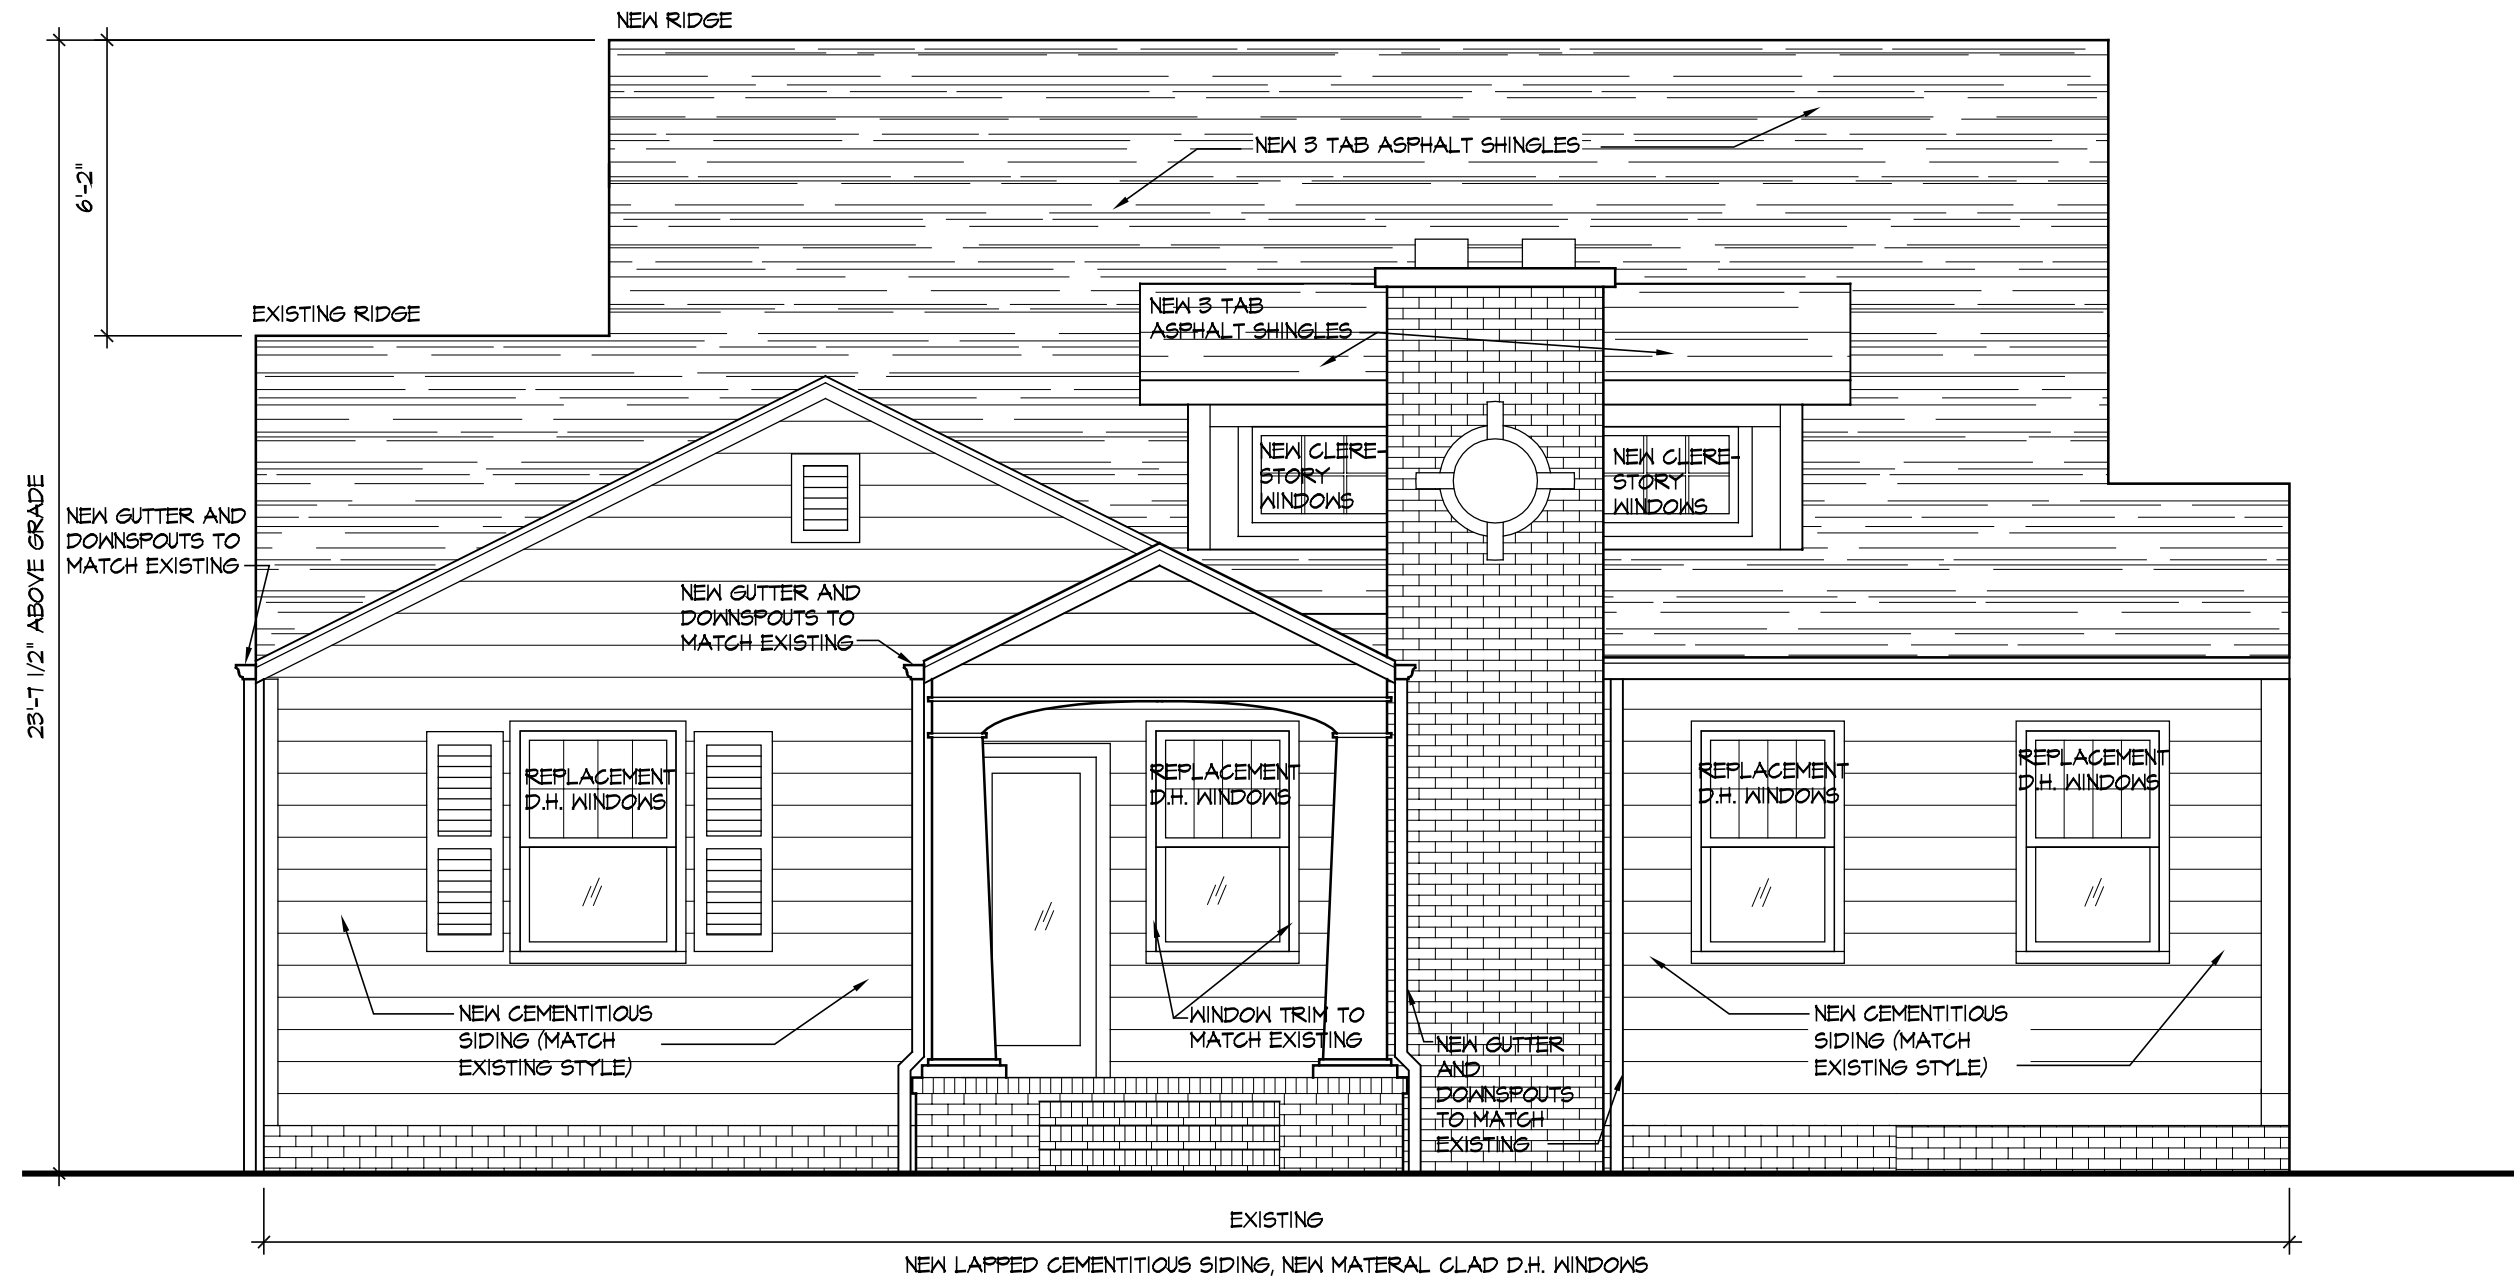 NEW RIDGE
NEW 3 TAB ASPHALT SHINGLES
6'-2"
EXISTING RIDGE
NEW 3 TAB
ASPHALT SHINGLES
NEW CLERE-
STORY
WINDOWS
NEW CLERE-
STORY
WINDOWS
23'-7 1/2" ABOVE GRADE
NEW GUTTER AND
DOWNSPOUTS TO
MATCH EXISTING
NEW GUTTER AND
DOWNSPOUTS TO
MATCH EXISTING
REPLACEMENT
D.H. WINDOWS
REPLACEMENT
D.H. WINDOWS
REPLACEMENT
D.H. WINDOWS
REPLACEMENT
D.H. WINDOWS
NEW CEMENTITIOUS
SIDING (MATCH
EXISTING STYLE)
WINDOW TRIM TO
MATCH EXISTING
NEW GUTTER
AND
DOWNSPOUTS
TO MATCH
EXISTING
NEW CEMENTITIOUS
SIDING (MATCH
EXISTING STYLE)
EXISTING
NEW LAPPED CEMENTITIOUS SIDING, NEW MATERAL CLAD D.H. WINDOWS